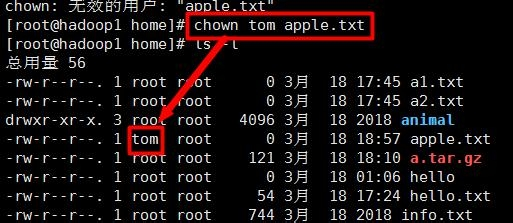 chown: 无效的用户: "apple.txt"
[root@hadoop1 home]# chown tom apple.txt
[root@hadoop1 home]# ls -l
总用量 56
-rw-r--r--. 1 root root 0 3月 18 17:45 a1.txt
-rw-r--r--. 1 root root 0 3月 18 17:45 a2.txt
drwxr-xr-x. 3 root root 4096 3月 18 2018 animal
-rw-r--r--. 1 tom root 0 3月 18 18:57 apple.txt
-rw-r--r--. 1 root root 121 3月 18 18:10 a.tar.gz
-rw-r--r--. 1 root root 0 3月 18 01:06 hello
-rw-r--r--. 1 root root 54 3月 18 17:24 hello.txt
-rw-r--r--. 1 root root 744 3月 18 2018 info.txt